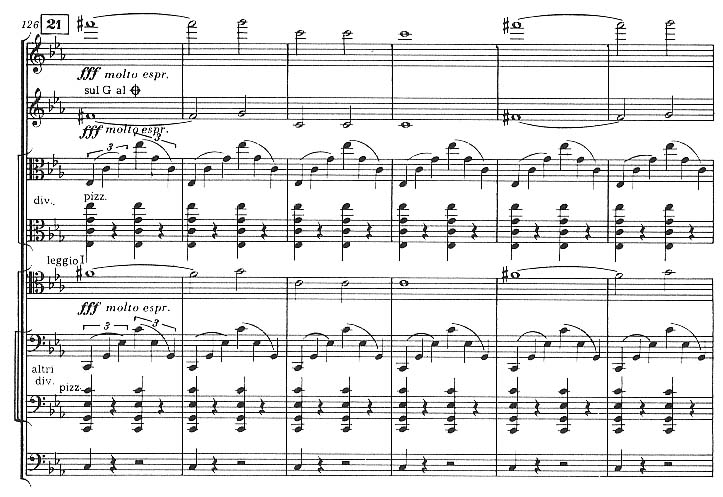 126 21
fff molto espr.
sul G al
fff molto espr.
3 3
div. pizz.
leggio I
fff molto espr.
3 3
altri
div. pizz.